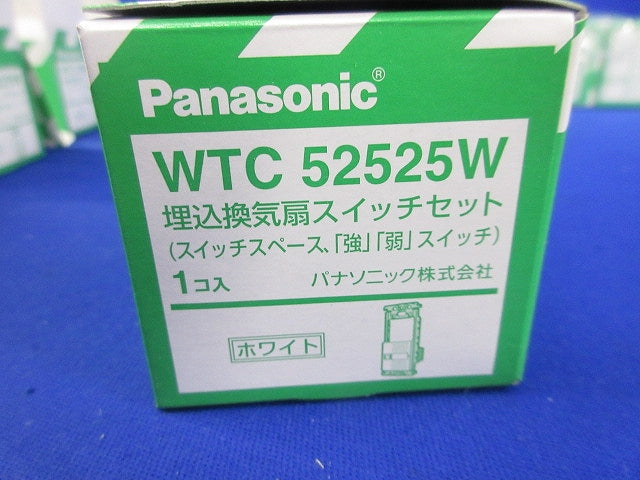 Panasonic®
WTC 52525W
埋込換気扇スイッチセット
(スイッチスペース､｢強｣｢弱｣スイッチ)
1コ入 パナソニック株式会社
ホワイト